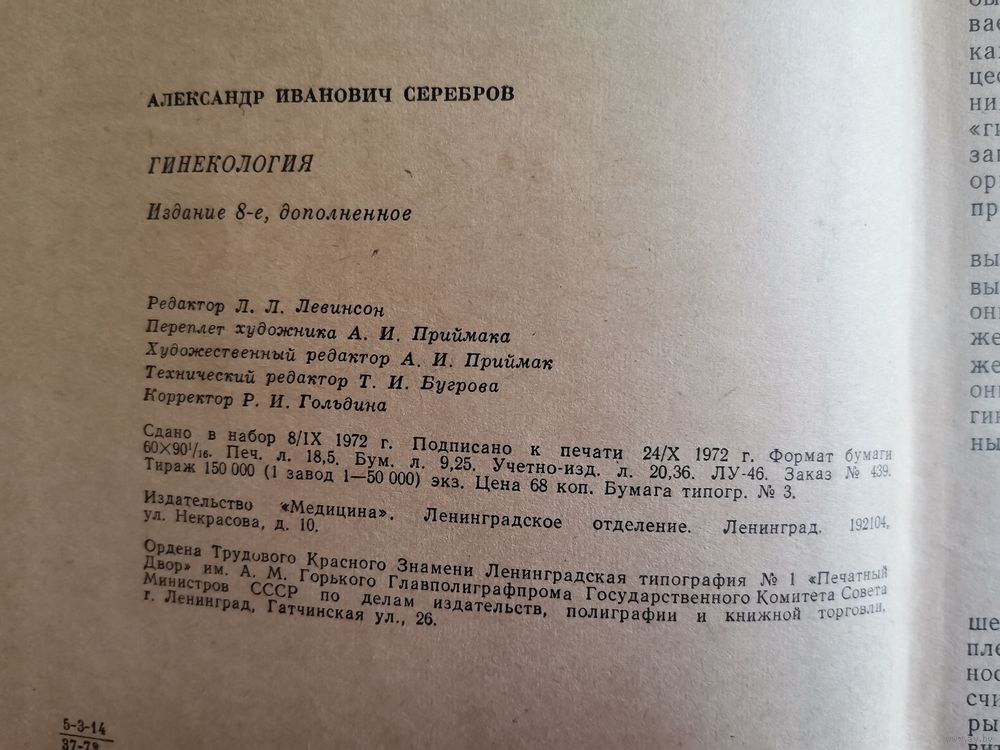 АЛЕКСАНДР ИВАНОВИЧ СЕРЕБРОВ
ГИНЕКОЛОГИЯ
Издание 8-е, дополненное
Редактор Л. Л. Левинсон
Переплет художника А. И. Приймака
Художественный редактор А. И. Приймак
Технический редактор Т. И. Бугрова
Корректор Р. И. Гольдина
Сдано в набор 8/IX 1972 г. Подписано к печати 24/X 1972 г. Формат бумаги
60×90¹/₁₆. Печ. л. 18,5. Бум. л. 9,25. Учетно-изд. л. 20,36. ЛУ-46. Заказ № 439.
Тираж 150 000 (1 завод 1—50 000) экз. Цена 68 коп. Бумага типогр. № 3.
Издательство «Медицина». Ленинградское отделение. Ленинград. 192104,
ул. Некрасова, д. 10.
Ордена Трудового Красного Знамени Ленинградская типография № 1 «Печатный
Двор» им. А. М. Горького Главполиграфпрома Государственного Комитета Совета
Министров СССР по делам издательств, полиграфии и книжной торговли,
г. Ленинград, Гатчинская ул., 26.
5-3-14